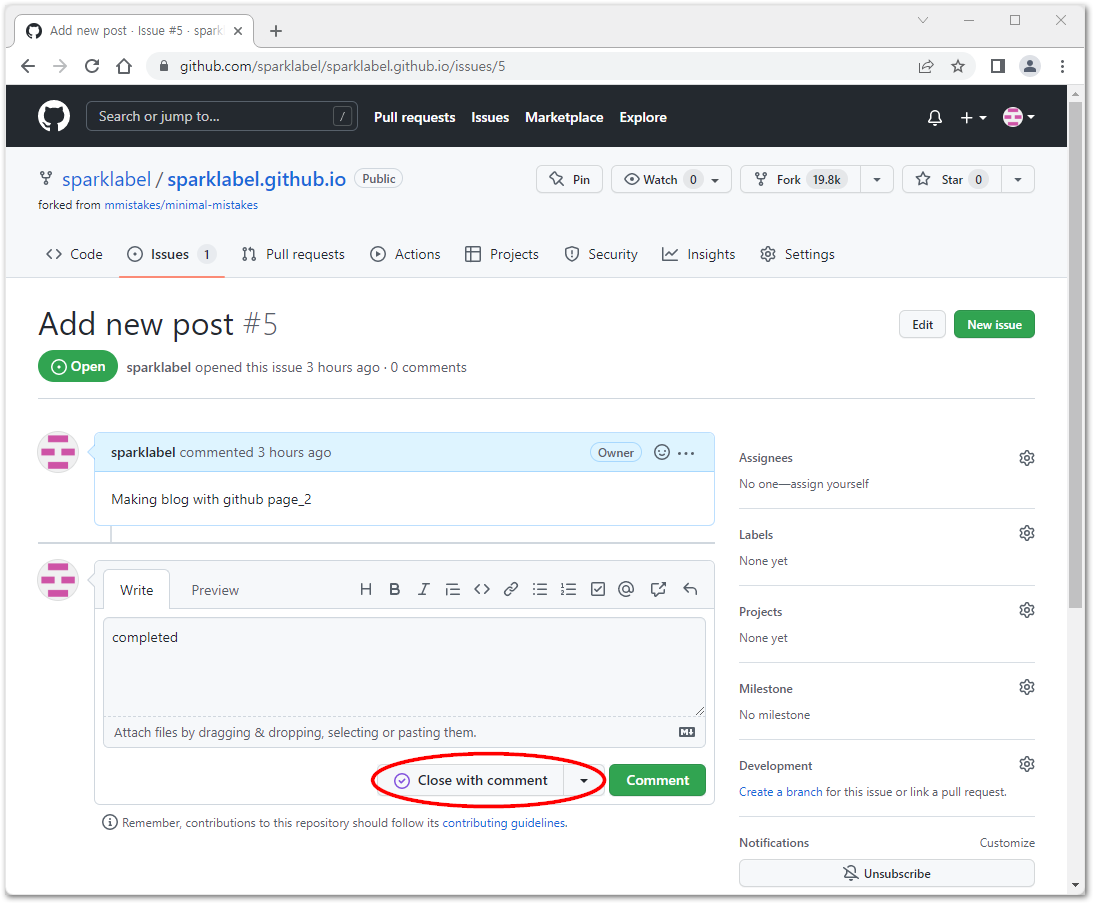 Add new post · Issue #5 · spark
github.com/sparklabel/sparklabel.github.io/issues/5
Search or jump to... / Pull requests Issues Marketplace Explore
sparklabel / sparklabel.github.io Public Pin Watch 0 Fork 19.8k Star 0
forked from mmistakes/minimal-mistakes
Code Issues 1 Pull requests Actions Projects Security Insights Settings
Add new post #5 Edit New issue
Open sparklabel opened this issue 3 hours ago · 0 comments
sparklabel commented 3 hours ago Owner
Making blog with github page_2
Write Preview
completed
Attach files by dragging & dropping, selecting or pasting them.
Close with comment Comment
Remember, contributions to this repository should follow its contributing guidelines.
Assignees
No one—assign yourself
Labels
None yet
Projects
None yet
Milestone
No milestone
Development
Create a branch for this issue or link a pull request.
Notifications Customize
Unsubscribe